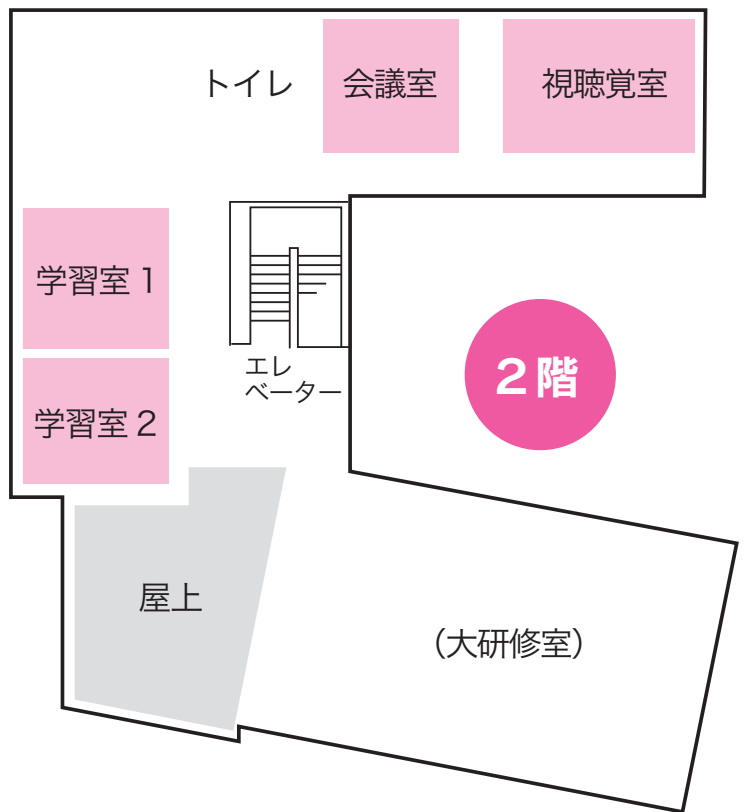 トイレ
会議室
視聴覚室
学習室 1
エレ
ベーター
2階
学習室 2
屋上
（大研修室）